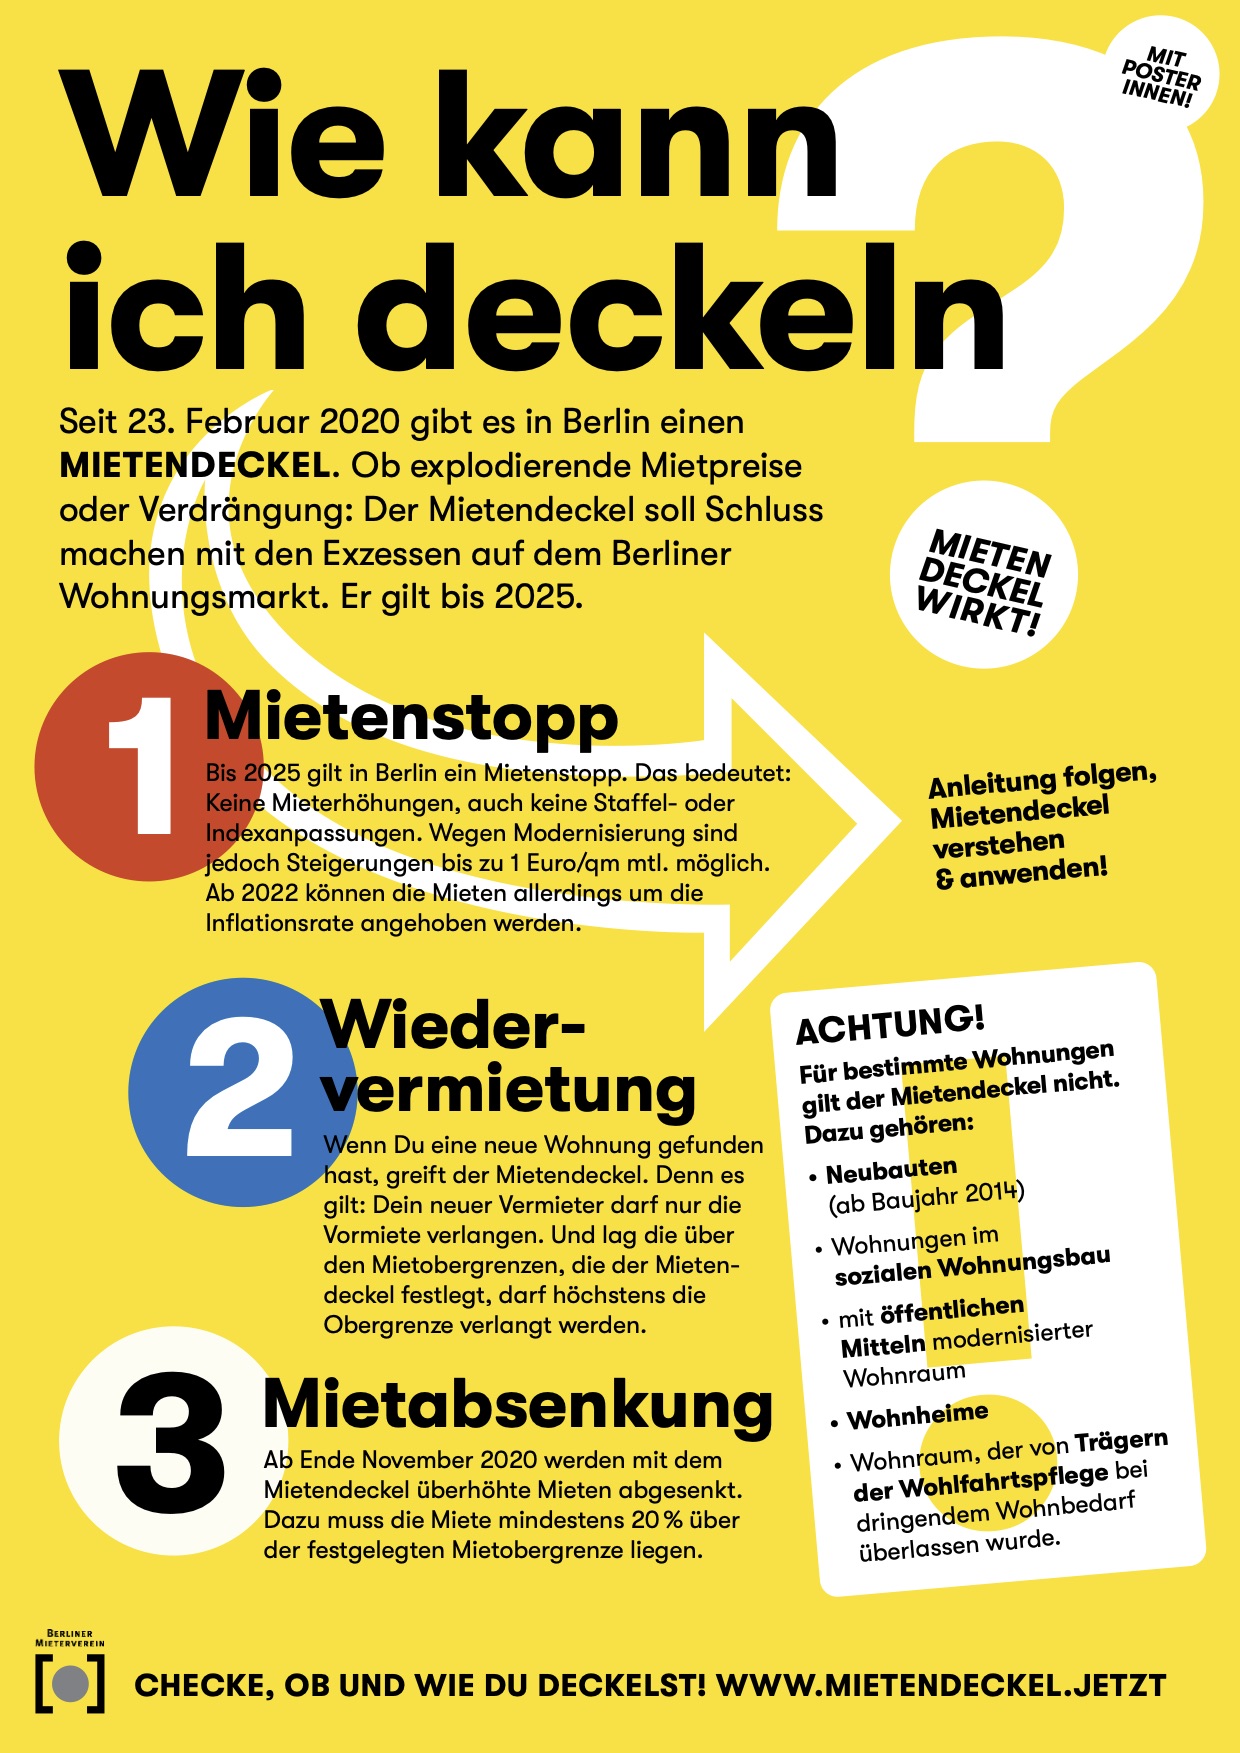 MIT
POSTER
INNEN!
Wie kann
ich deckeln
?
Seit 23. Februar 2020 gibt es in Berlin einen
MIETENDECKEL. Ob explodierende Mietpreise
oder Verdrängung: Der Mietendeckel soll Schluss
machen mit den Exzessen auf dem Berliner
Wohnungsmarkt. Er gilt bis 2025.
MIETEN
DECKEL
WIRKT!
1
Mietenstopp
Bis 2025 gilt in Berlin ein Mietenstopp. Das bedeutet:
Keine Mieterhöhungen, auch keine Staffel- oder
Indexanpassungen. Wegen Modernisierung sind
jedoch Steigerungen bis zu 1 Euro/qm mtl. möglich.
Ab 2022 können die Mieten allerdings um die
Inflationsrate angehoben werden.
Anleitung folgen,
Mietendeckel
verstehen
& anwenden!
2
Wieder-
vermietung
Wenn Du eine neue Wohnung gefunden
hast, greift der Mietendeckel. Denn es
gilt: Dein neuer Vermieter darf nur die
Vormiete verlangen. Und lag die über
den Mietobergrenzen, die der Mieten-
deckel festlegt, darf höchstens die
Obergrenze verlangt werden.
3
Mietabsenkung
Ab Ende November 2020 werden mit dem
Mietendeckel überhöhte Mieten abgesenkt.
Dazu muss die Miete mindestens 20 % über
der festgelegten Mietobergrenze liegen.
!
ACHTUNG!
Für bestimmte Wohnungen
gilt der Mietendeckel nicht.
Dazu gehören:
• Neubauten
(ab Baujahr 2014)
• Wohnungen im
sozialen Wohnungsbau
• mit öffentlichen
Mitteln modernisierter
Wohnraum
• Wohnheime
• Wohnraum, der von Trägern
der Wohlfahrtspflege bei
dringendem Wohnbedarf
überlassen wurde.
BERLINER
MIETERVEREIN
CHECKE, OB UND WIE DU DECKELST! WWW.MIETENDECKEL.JETZT